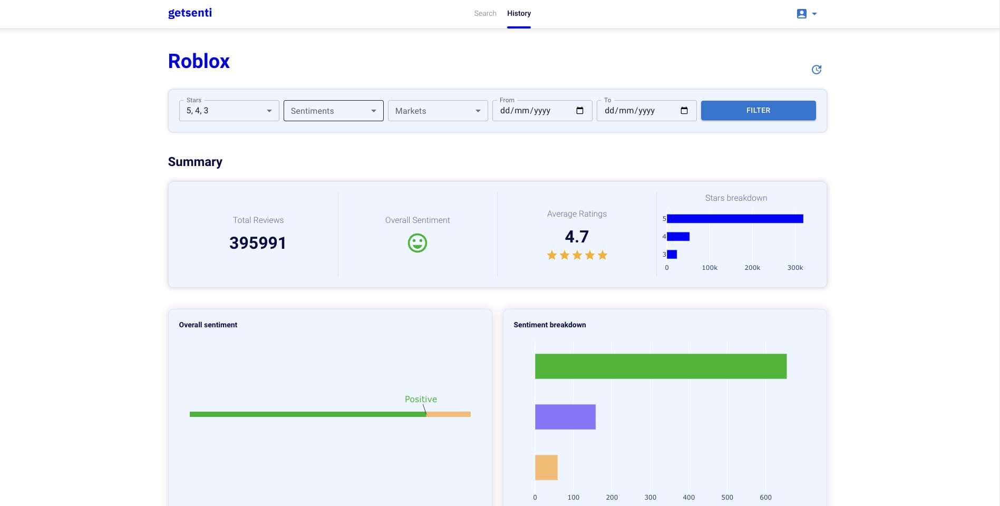 getsenti
Search
History
Roblox
Stars
5, 4, 3
Sentiments
Markets
From
dd/mm/yyyy
To
dd/mm/yyyy
FILTER
Summary
Total Reviews
395991
Overall Sentiment
Average Ratings
4.7
Stars breakdown
5
4
3
0 100k 200k 300k
Overall sentiment
Positive
Sentiment breakdown
0 100 200 300 400 500 600